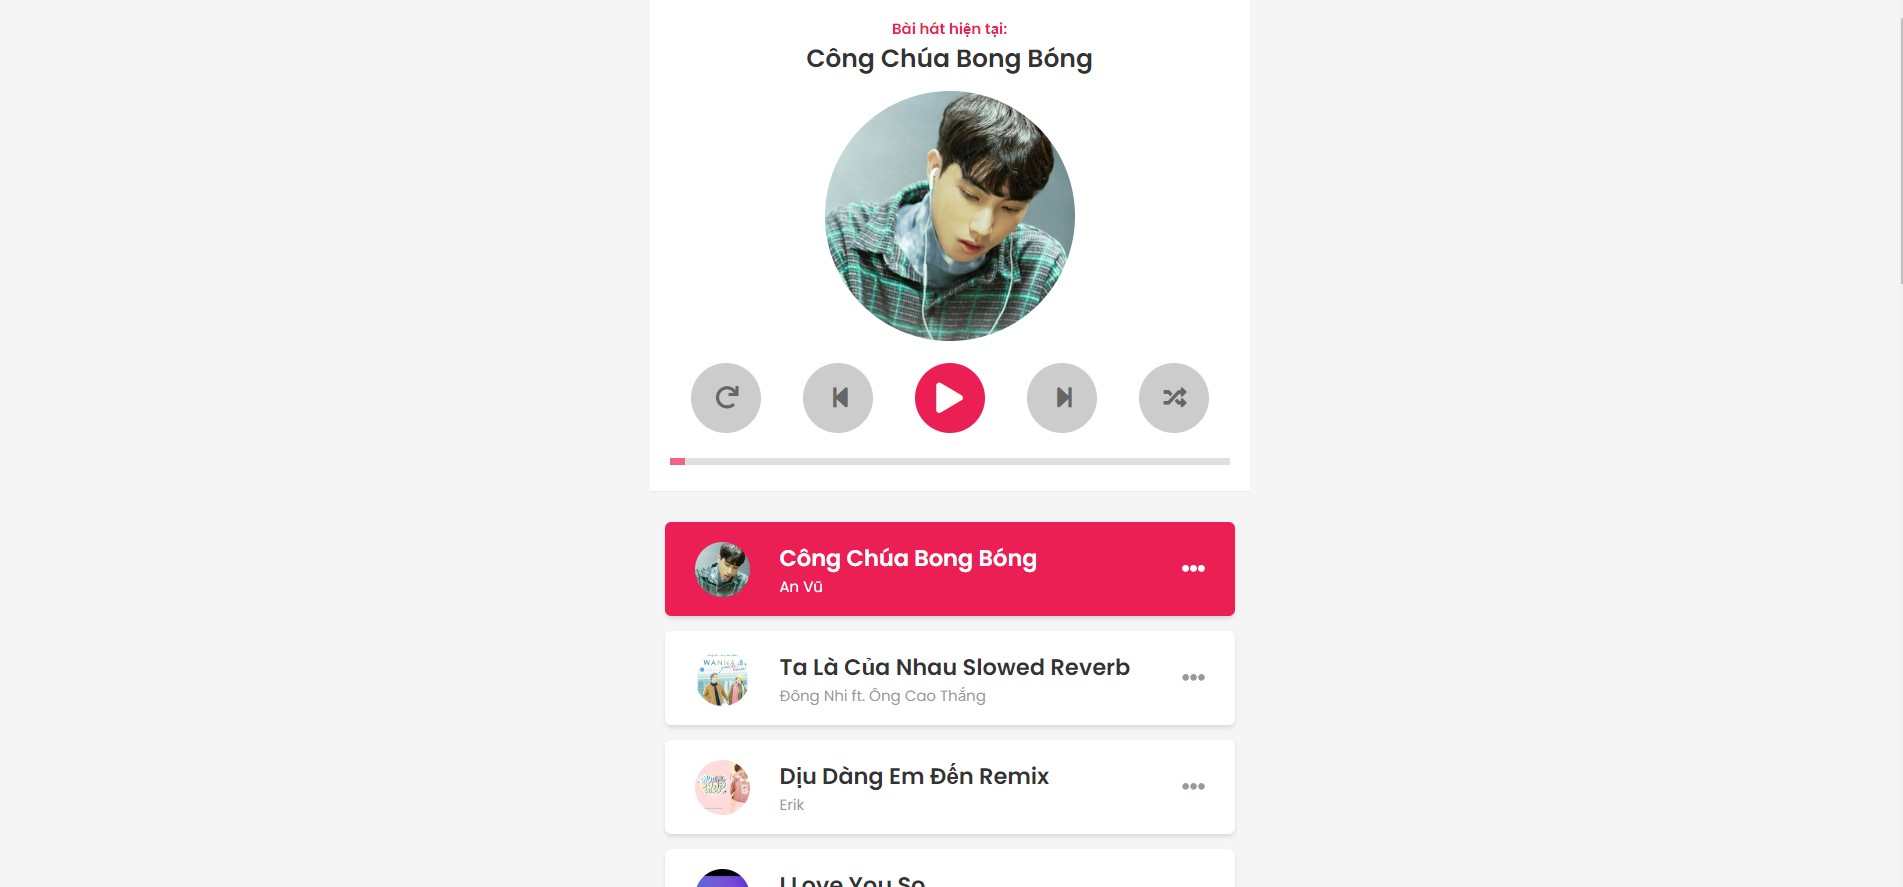 Bài hát hiện tại:
Công Chúa Bong Bóng
Công Chúa Bong Bóng
An Vũ
Ta Là Của Nhau Slowed Reverb
Đông Nhi ft. Ông Cao Thắng
WANNA B
Dịu Dàng Em Đến Remix
Erik
I Love You So